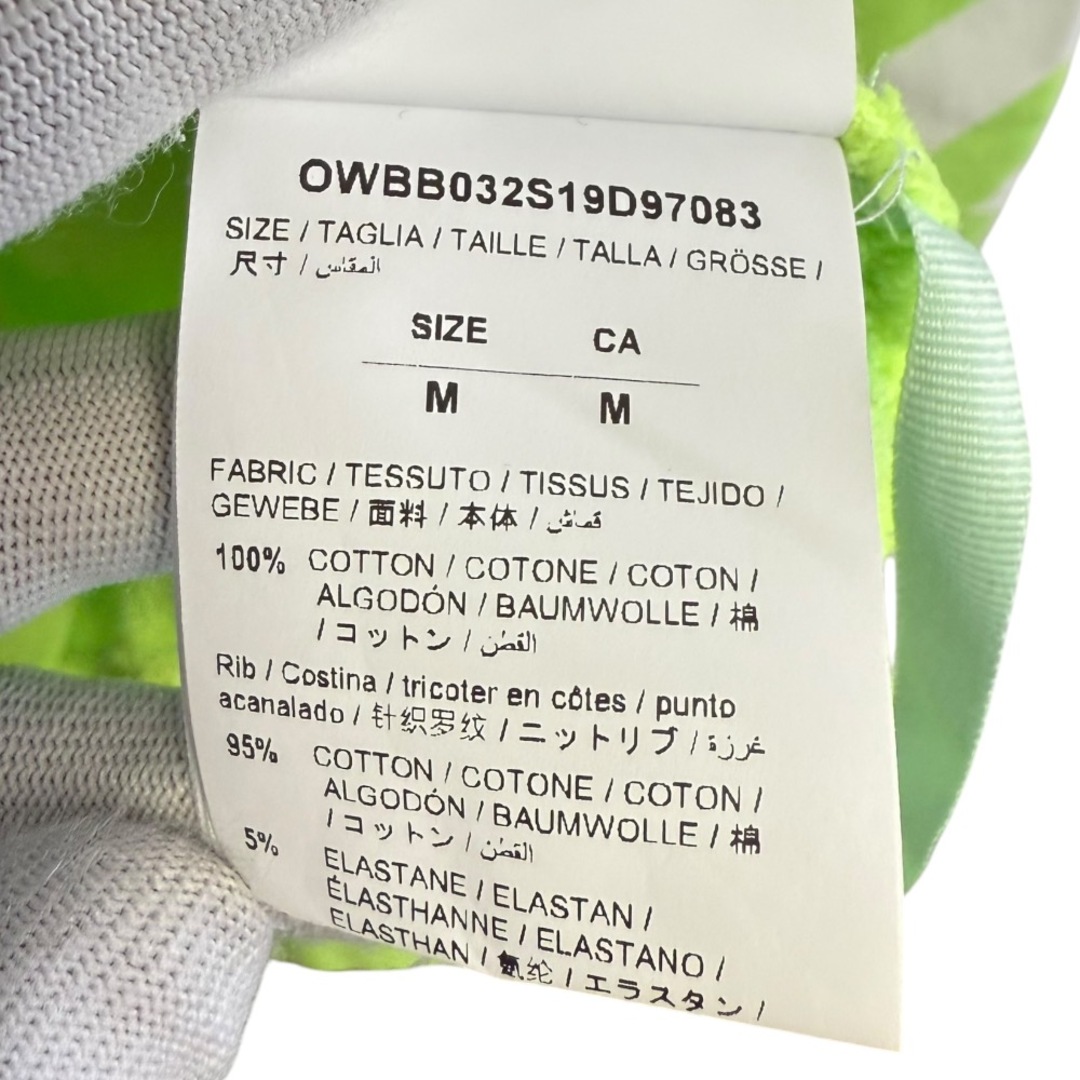 OWBB032S19D97083
SIZE / TAGLIA / TAILLE / TALLA / GRÖSSE /
尺寸 / المقاس
SIZE CA
M M
FABRIC / TESSUTO / TISSUS / TEJIDO /
GEWEBE / 面料 / 本体 / قماش
100% COTTON / COTONE / COTON /
ALGODÓN / BAUMWOLLE / 棉
/ コットン / القطن
Rib / Costina / tricoter en côtes / punto
acanalado / 针织罗纹 / ニットリブ / غرزة
95% COTTON / COTONE / COTON /
ALGODÓN / BAUMWOLLE / 棉
/ コットン / القطن
5% ELASTANE / ELASTAN /
ÉLASTHANNE / ELASTANO /
ELASTHAN / 氨纶 / エラスタン /